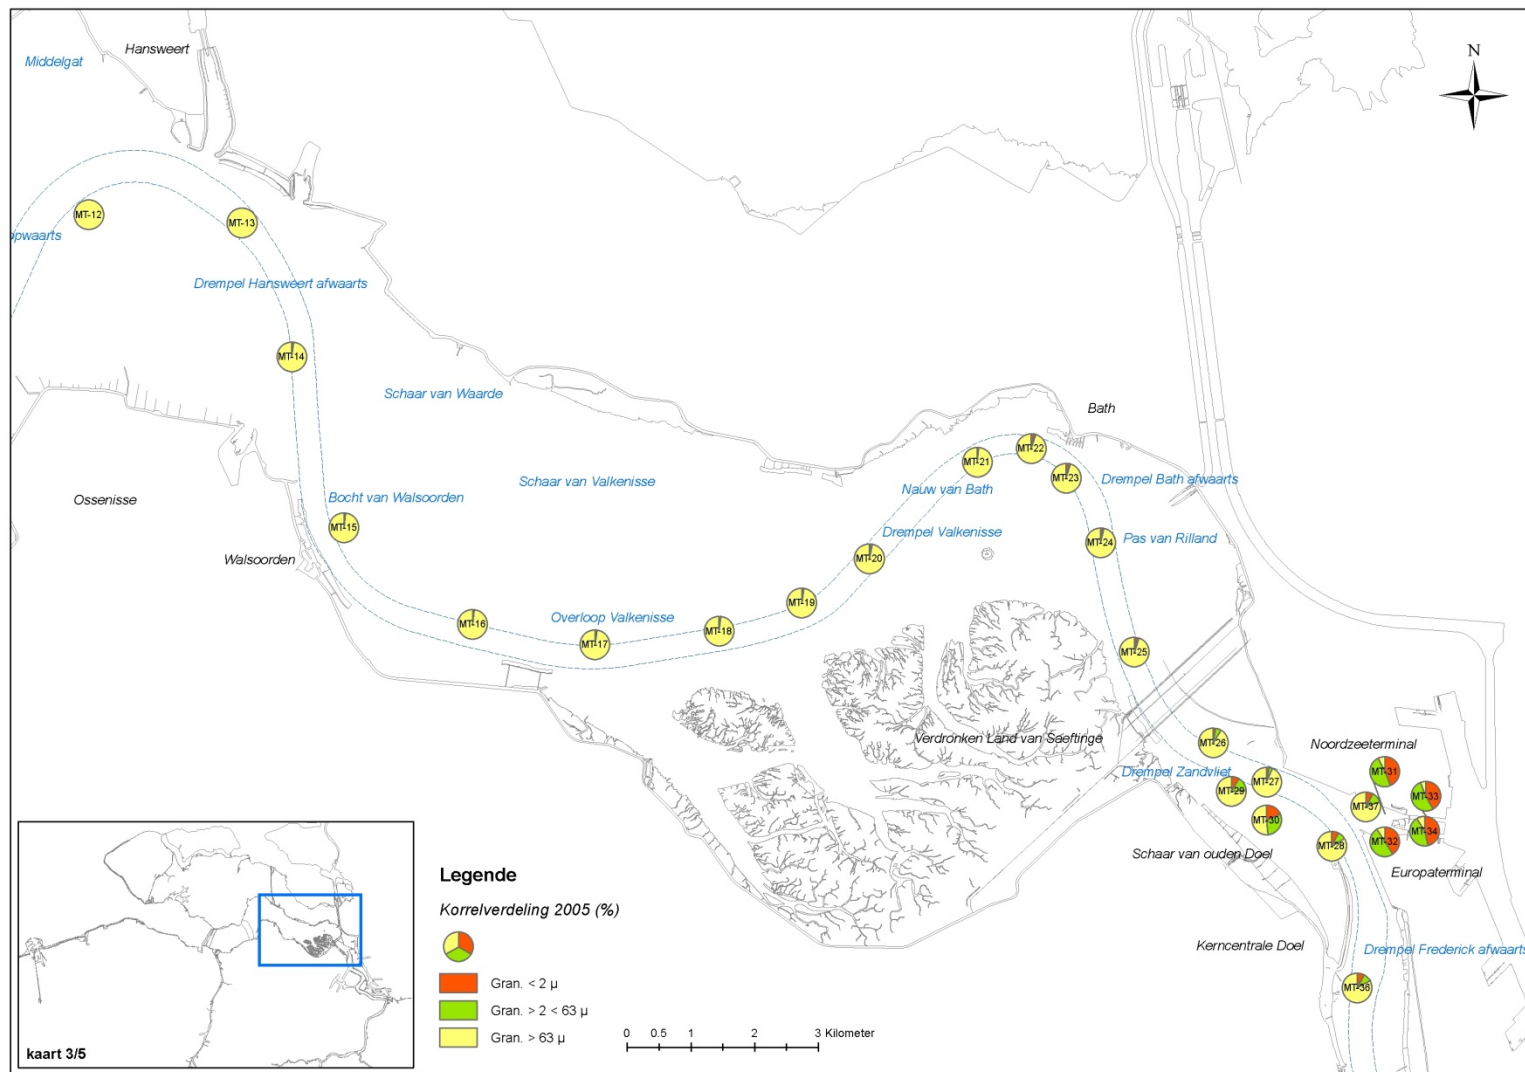 Hansweert
Middelgat
N
MT-12
MT-13
opwaarts
Drempel Hansweert afwaarts
MT-14
Schaar van Waarde
Bath
MT-22
MT-21
MT-23
Drempel Bath afwaarts
Schaar van Valkenisse
Nauw van Bath
Ossenisse
Bocht van Walsoorden
MT-15
Drempel Valkenisse
MT-24
Pas van Rilland
Walsoorden
MT-20
MT-19
Overloop Valkenisse
MT-16
MT-18
MT-17
MT-25
Verdronken Land van Saeftinge
MT-26
Noordzeeterminal
Drempel Zandvliet
MT-31
MT-27
MT-29
MT-33
MT-37
MT-30
MT-34
MT-32
MT-28
Schaar van ouden Doel
Europaterminal
Kerncentrale Doel
Drempel Frederick afwaarts
MT-36
Legende
Korrelverdeling 2005 (%)
Gran. < 2 µ
Gran. > 2 < 63 µ
Gran. > 63 µ
0 0.5 1 2 3 Kilometer
kaart 3/5